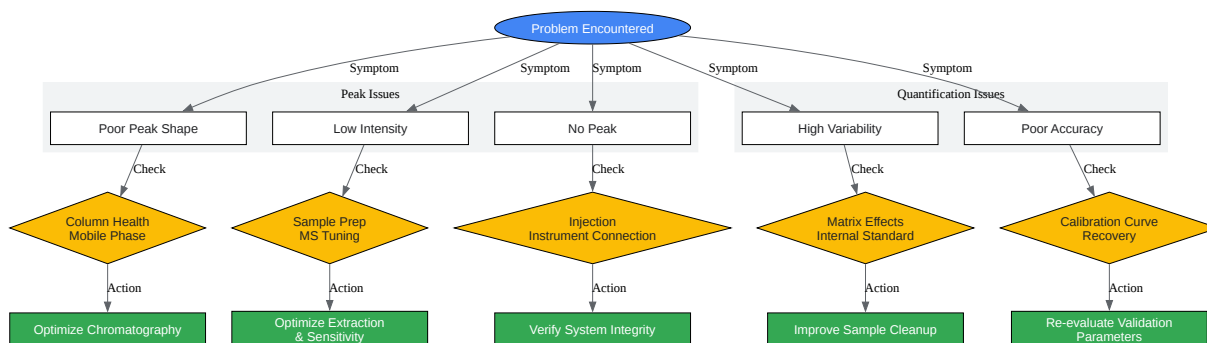 Problem Encountered
Symptom
Symptom
Symptom
Symptom
Symptom
Peak Issues
Quantification Issues
Poor Peak Shape
Low Intensity
No Peak
High Variability
Poor Accuracy
Check
Check
Check
Check
Check
Column Health
Mobile Phase
Sample Prep
MS Tuning
Injection
Instrument Connection
Matrix Effects
Internal Standard
Calibration Curve
Recovery
Action
Action
Action
Action
Action
Optimize Chromatography
Optimize Extraction
& Sensitivity
Verify System Integrity
Improve Sample Cleanup
Re-evaluate Validation
Parameters